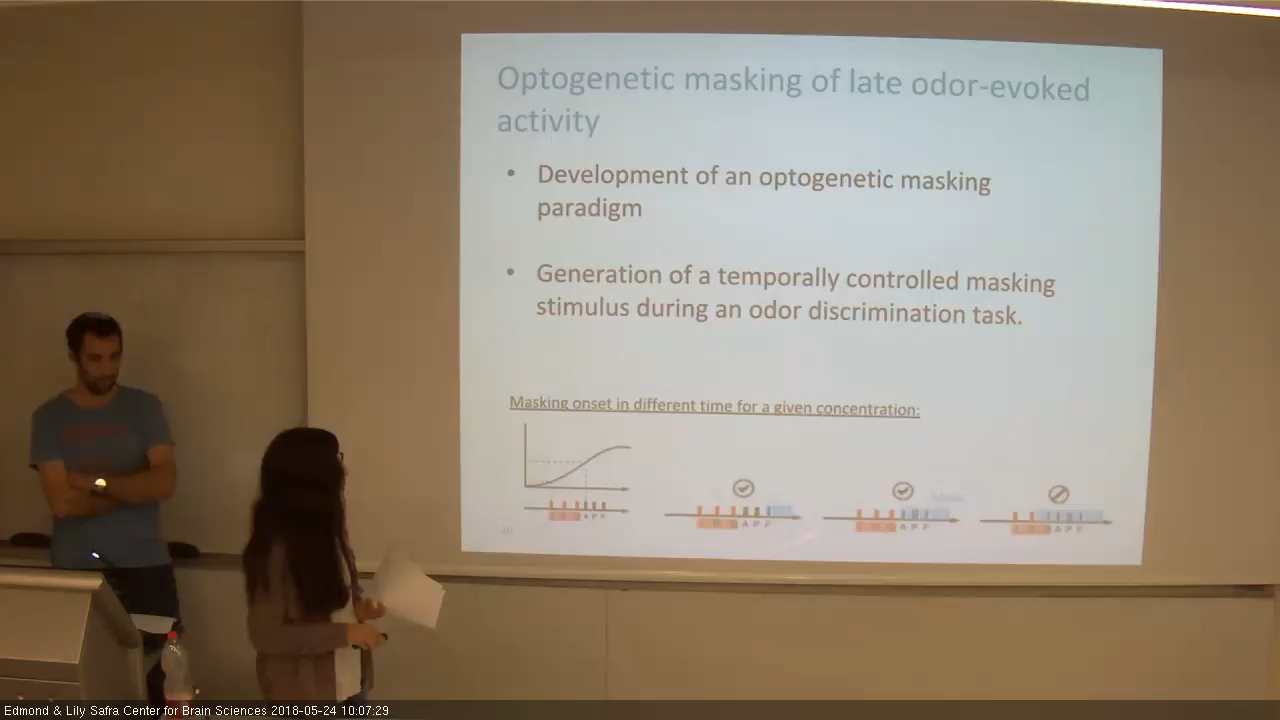 Optogenetic masking of late odor-evoked
activity
• Development of an optogenetic masking
paradigm
• Generation of a temporally controlled masking
stimulus during an odor discrimination task.
Masking onset in different time for a given concentration:
A P F
A P F
A P F
A P F
Edmond & Lily Safra Center for Brain Sciences 2018-05-24 10:07:29